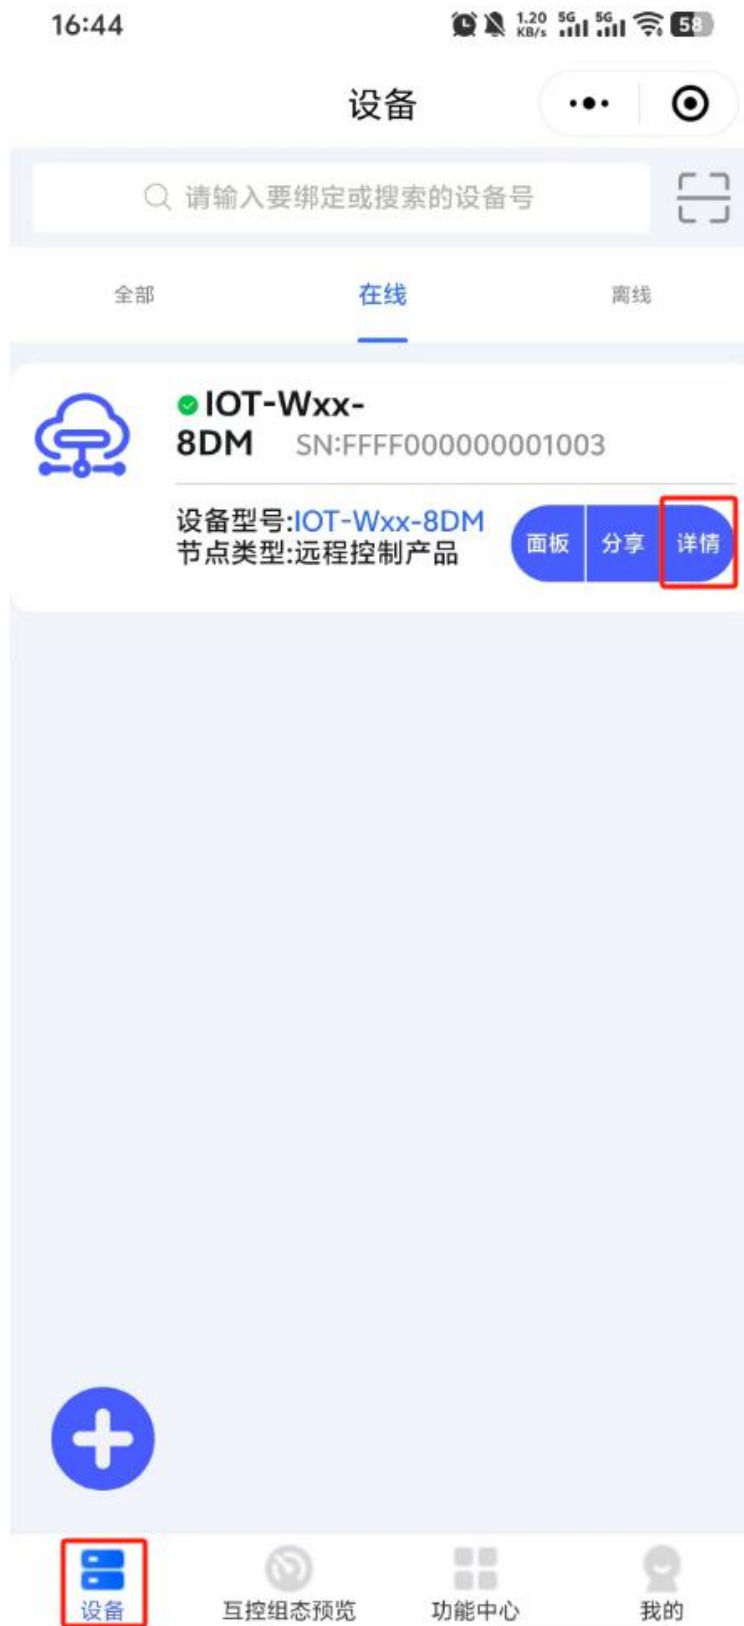 16:44
1.20 KB/s 5G 5G 58
设备
请输入要绑定或搜索的设备号
全部 在线 离线
IOT-Wxx-
8DM SN:FFFF000000001003
设备型号:IOT-Wxx-8DM
节点类型:远程控制产品
面板 分享 详情
设备 互控组态预览 功能中心 我的